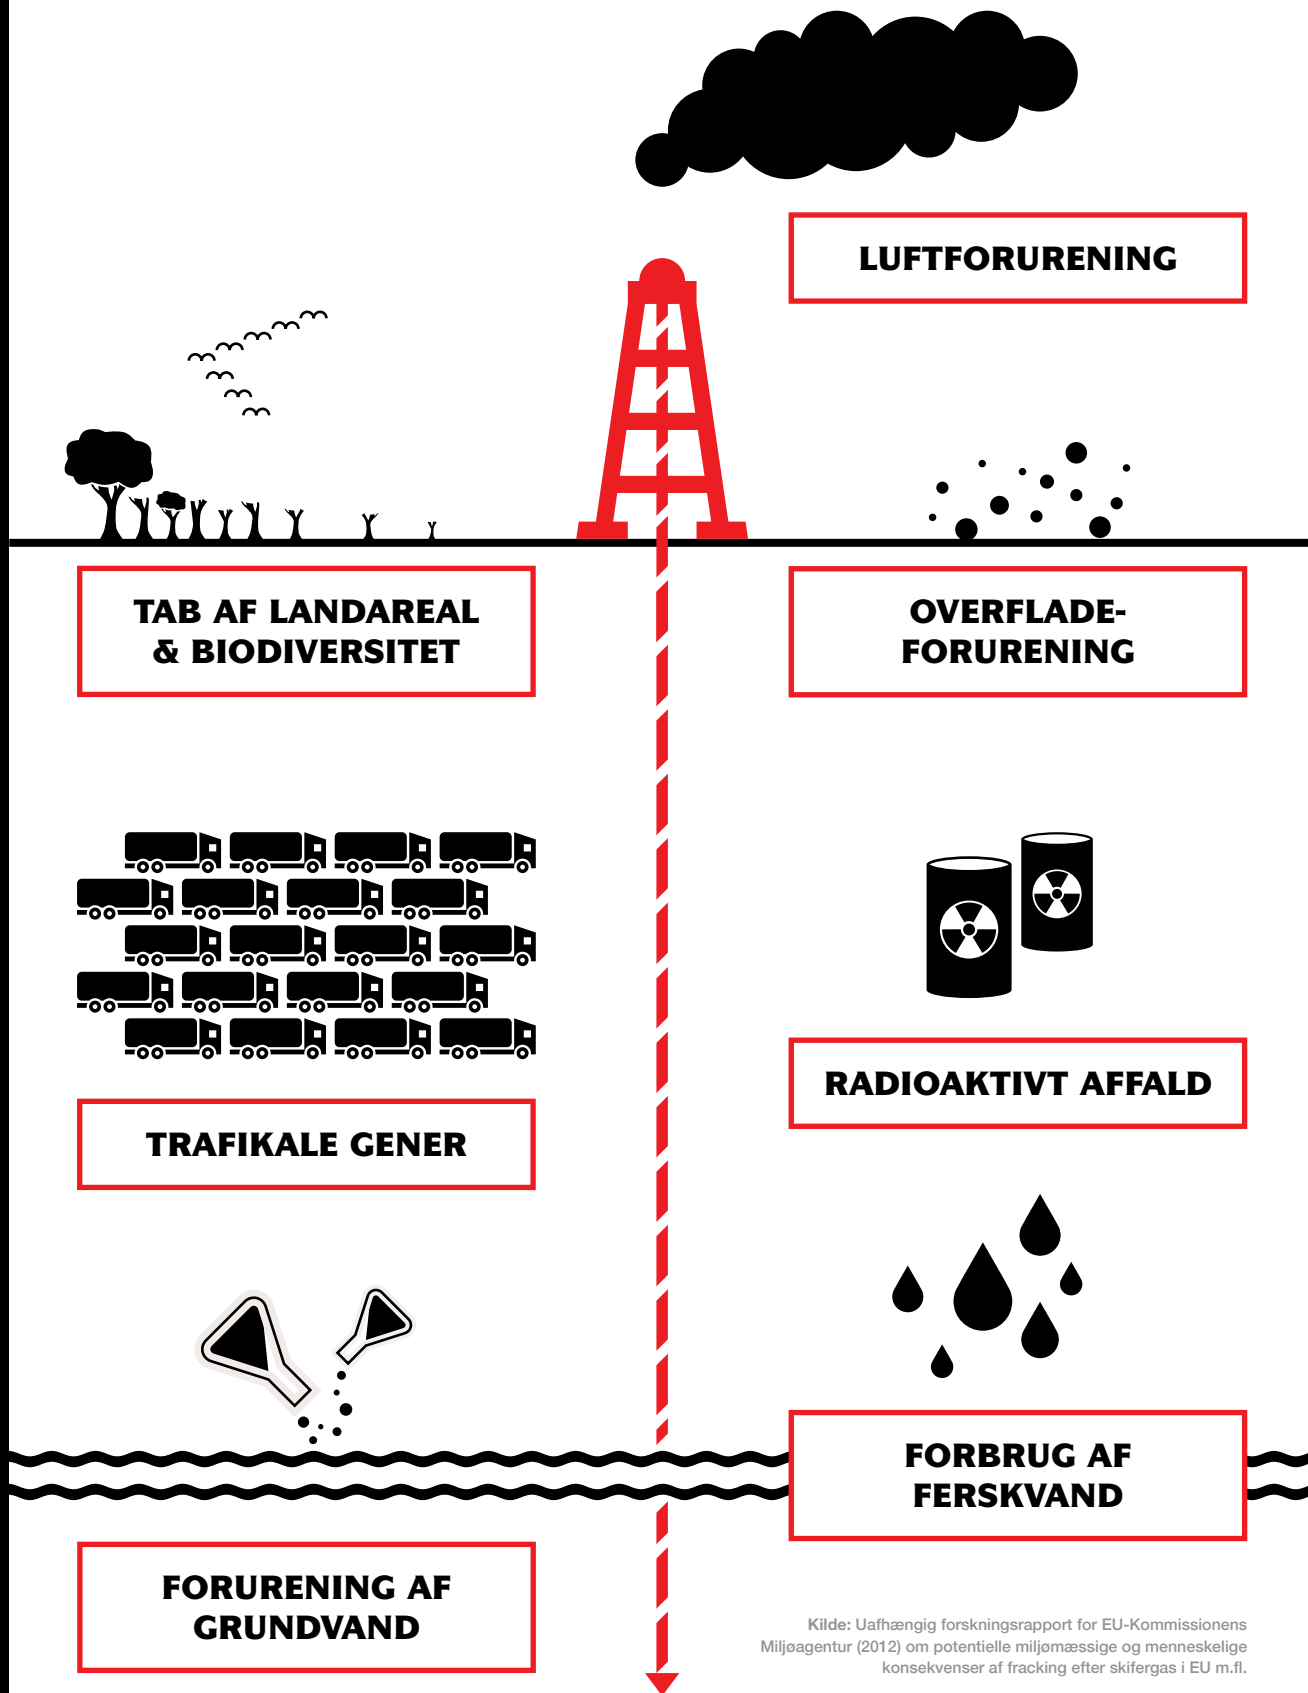 LUFTFORURENING
TAB AF LANDAREAL
& BIODIVERSITET
OVERFLADE-
FORURENING
TRAFIKALE GENER
RADIOAKTIVT AFFALD
FORBRUG AF
FERSKVAND
FORURENING AF
GRUNDVAND
Kilde: Uafhængig forskningsrapport for EU-Kommissionens
Miljøagentur (2012) om potentielle miljømæssige og menneskelige
konsekvenser af fracking efter skifergas i EU m.fl.